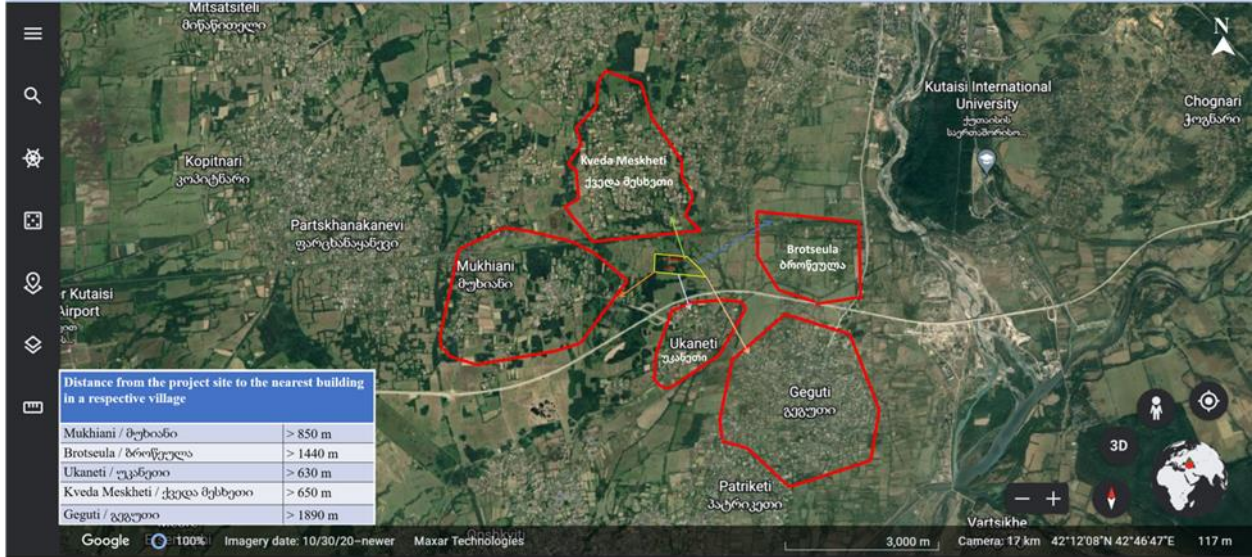 Mitsatsiteli
მიწაწითელი
N
Kutaisi International
University
ქუთაისის
საერთაშორისო...
Chognari
ჭოგნარი
Kveda Meskheti
ქვედა მესხეთი
Kopitnari
კოპიტნარი
Partskhanakanevi
ფარცხანაყანევი
Brotseula
ბროწეულა
Mukhiani
მუხიანი
er Kutaisi
Airport
Ukaneti
უკანეთი
Geguti
გეგუთი
Distance from the project site to the nearest building
in a respective village
Mukhiani / მუხიანი > 850 m
Brotseula / ბროწეულა > 1440 m
Ukaneti / უკანეთი > 630 m
Kveda Meskheti / ქვედა მესხეთი > 650 m
Geguti / გეგუთი > 1890 m
3D
Patriketi
პატრიკეთი
Vartsikhe
Google 100% Imagery date: 10/30/20–newer Maxar Technologies 3,000 m Camera: 17 km 42°12'08"N 42°46'47"E 117 m